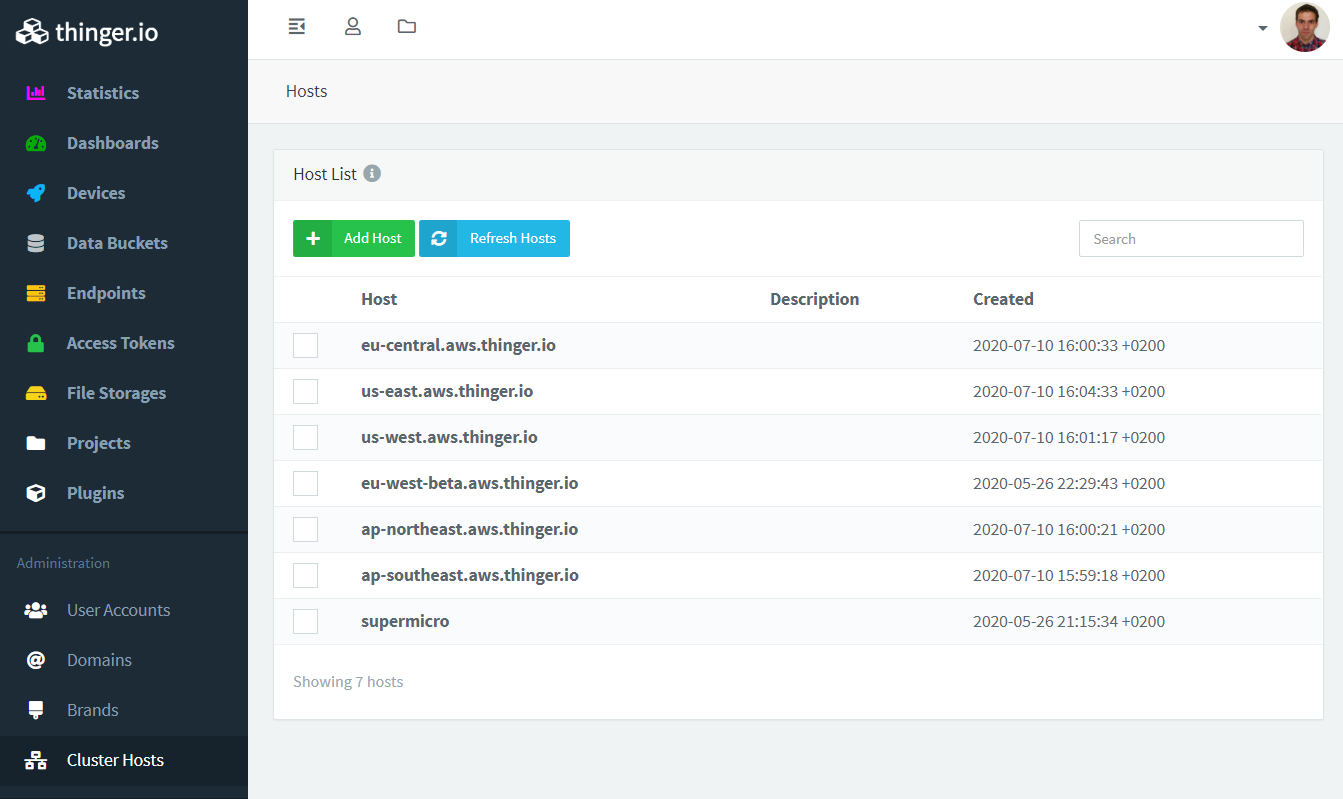 thinger.io
Statistics
Dashboards
Devices
Data Buckets
Endpoints
Access Tokens
File Storages
Projects
Plugins
Administration
User Accounts
Domains
Brands
Cluster Hosts
Hosts
Host List
Add Host Refresh Hosts Search
Host Description Created
eu-central.aws.thinger.io 2020-07-10 16:00:33 +0200
us-east.aws.thinger.io 2020-07-10 16:04:33 +0200
us-west.aws.thinger.io 2020-07-10 16:01:17 +0200
eu-west-beta.aws.thinger.io 2020-05-26 22:29:43 +0200
ap-northeast.aws.thinger.io 2020-07-10 16:00:21 +0200
ap-southeast.aws.thinger.io 2020-07-10 15:59:18 +0200
supermicro 2020-05-26 21:15:34 +0200
Showing 7 hosts